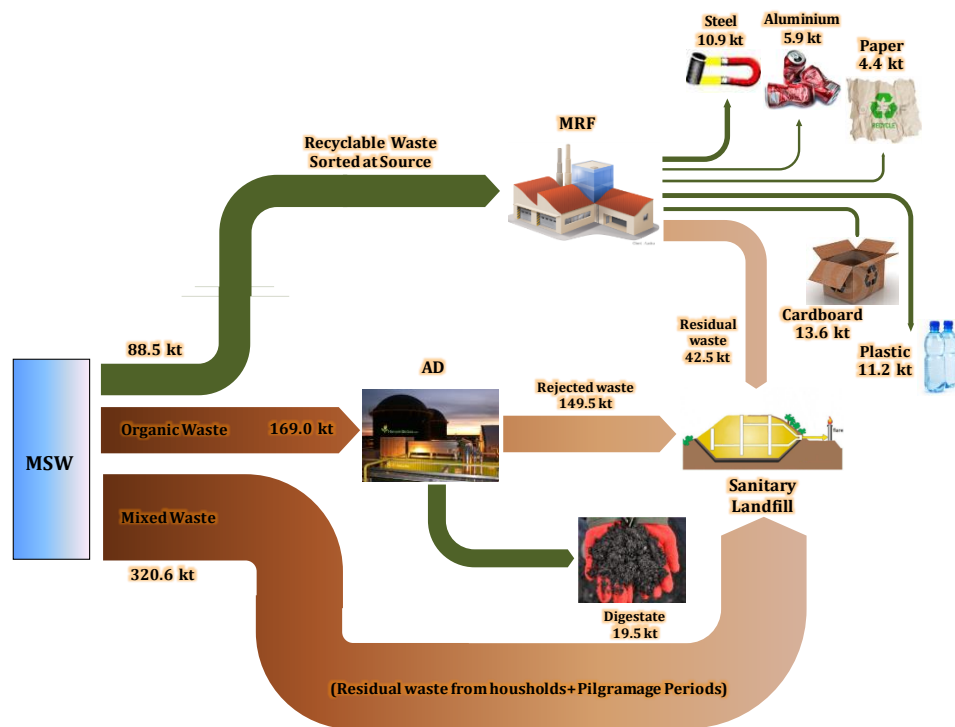 Steel
10.9 kt
Aluminium
5.9 kt
Paper
4.4 kt
RECYCLE
MRF
Recyclable Waste
Sorted at Source
Cardboard
13.6 kt
Plastic
11.2 kt
Residual
waste
42.5 kt
88.5 kt
AD
Rejected waste
149.5 kt
Organic Waste
169.0 kt
MSW
flare
Sanitary
Landfill
Mixed Waste
320.6 kt
Digestate
19.5 kt
(Residual waste from housholds+Pilgramage Periods)